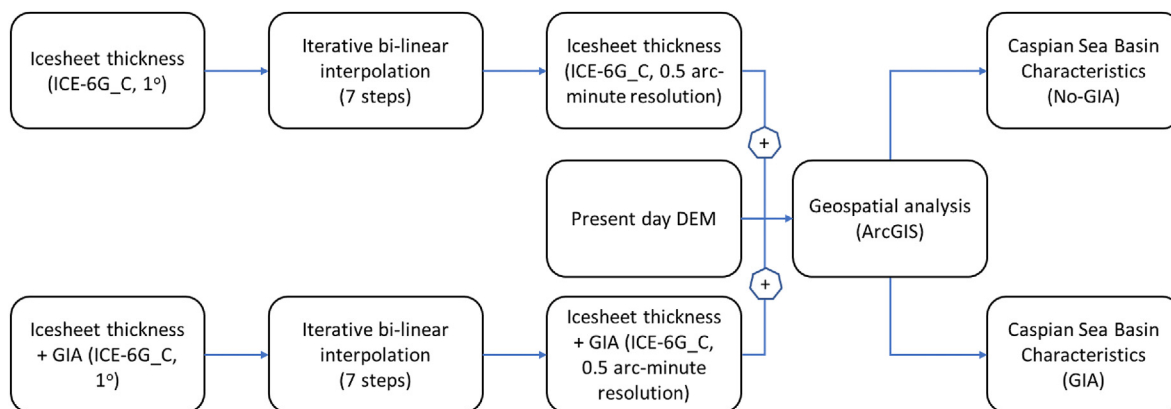 Icesheet thickness
(ICE-6G_C, 1º)
Iterative bi-linear
interpolation
(7 steps)
Icesheet thickness
(ICE-6G_C, 0.5 arc-
minute resolution)
Caspian Sea Basin
Characteristics
(No-GIA)
+
Present day DEM
Geospatial analysis
(ArcGIS)
+
Icesheet thickness
+ GIA (ICE-6G_C,
1º)
Iterative bi-linear
interpolation
(7 steps)
Icesheet thickness
+ GIA (ICE-6G_C,
0.5 arc-minute
resolution)
Caspian Sea Basin
Characteristics
(GIA)